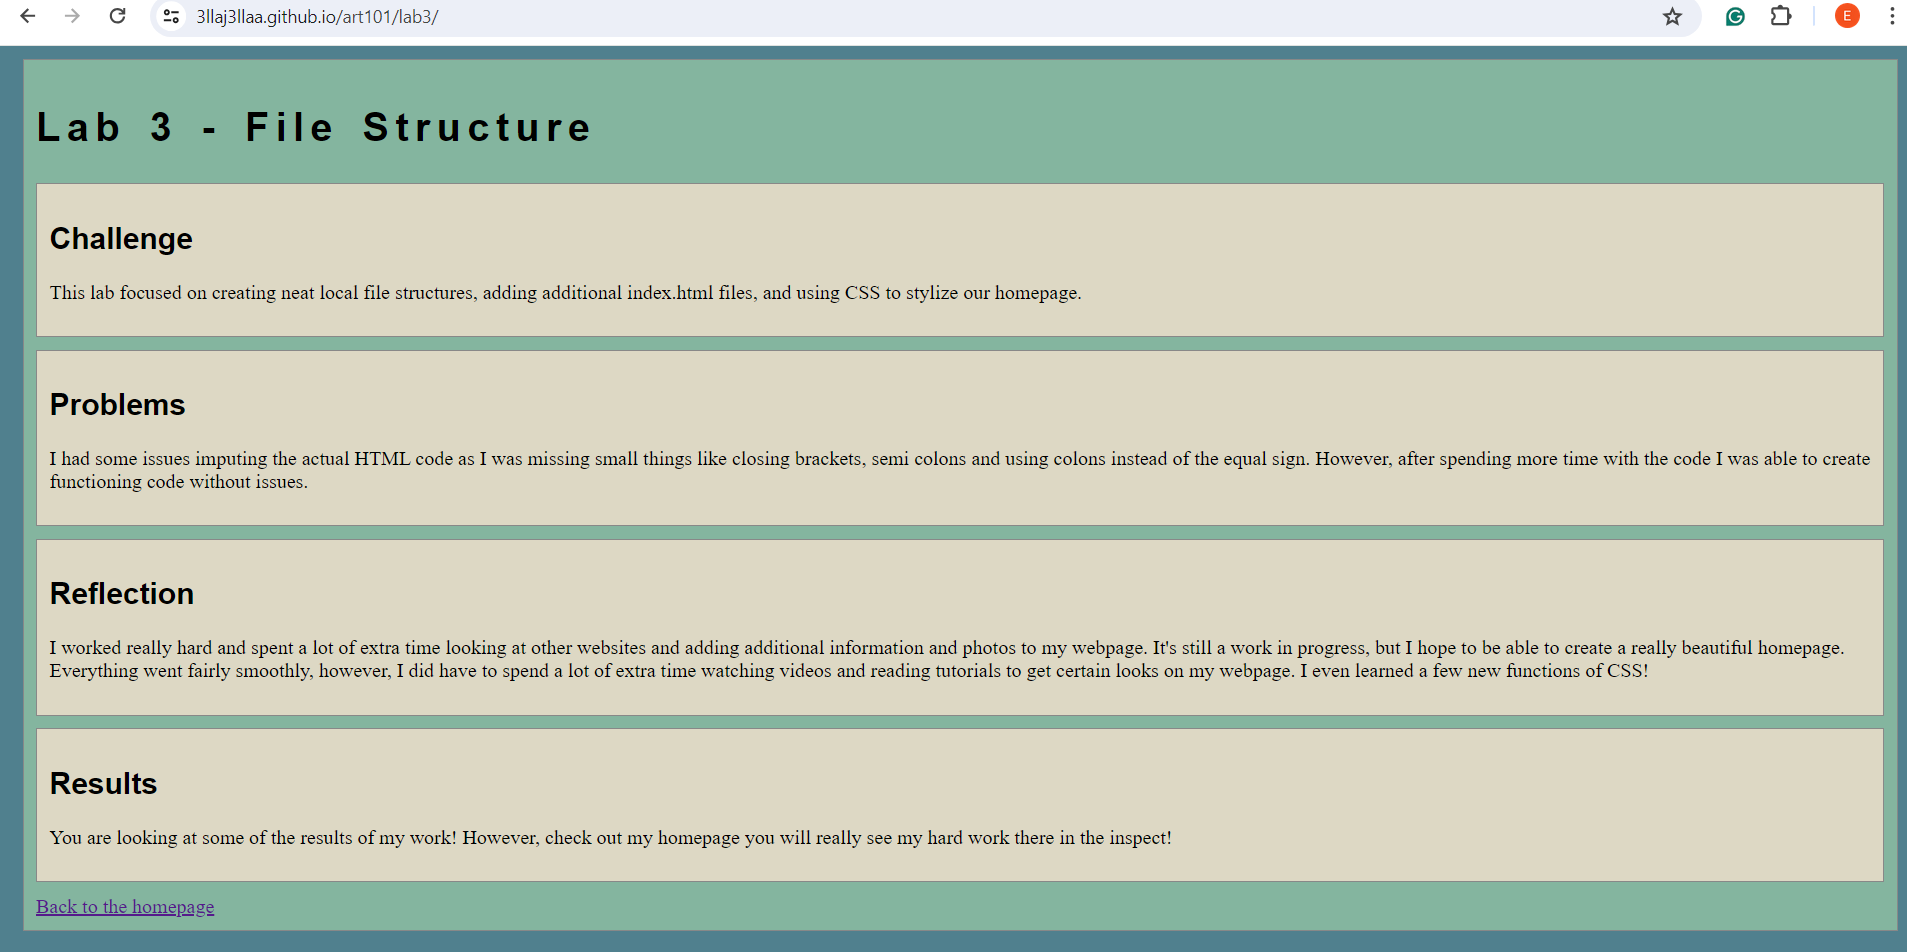 3llaj3llaa.github.io/art101/lab3/
E
Lab 3 - File Structure
Challenge
This lab focused on creating neat local file structures, adding additional index.html files, and using CSS to stylize our homepage.
Problems
I had some issues imputing the actual HTML code as I was missing small things like closing brackets, semi colons and using colons instead of the equal sign. However, after spending more time with the code I was able to create
functioning code without issues.
Reflection
I worked really hard and spent a lot of extra time looking at other websites and adding additional information and photos to my webpage. It's still a work in progress, but I hope to be able to create a really beautiful homepage.
Everything went fairly smoothly, however, I did have to spend a lot of extra time watching videos and reading tutorials to get certain looks on my webpage. I even learned a few new functions of CSS!
Results
You are looking at some of the results of my work! However, check out my homepage you will really see my hard work there in the inspect!
Back to the homepage